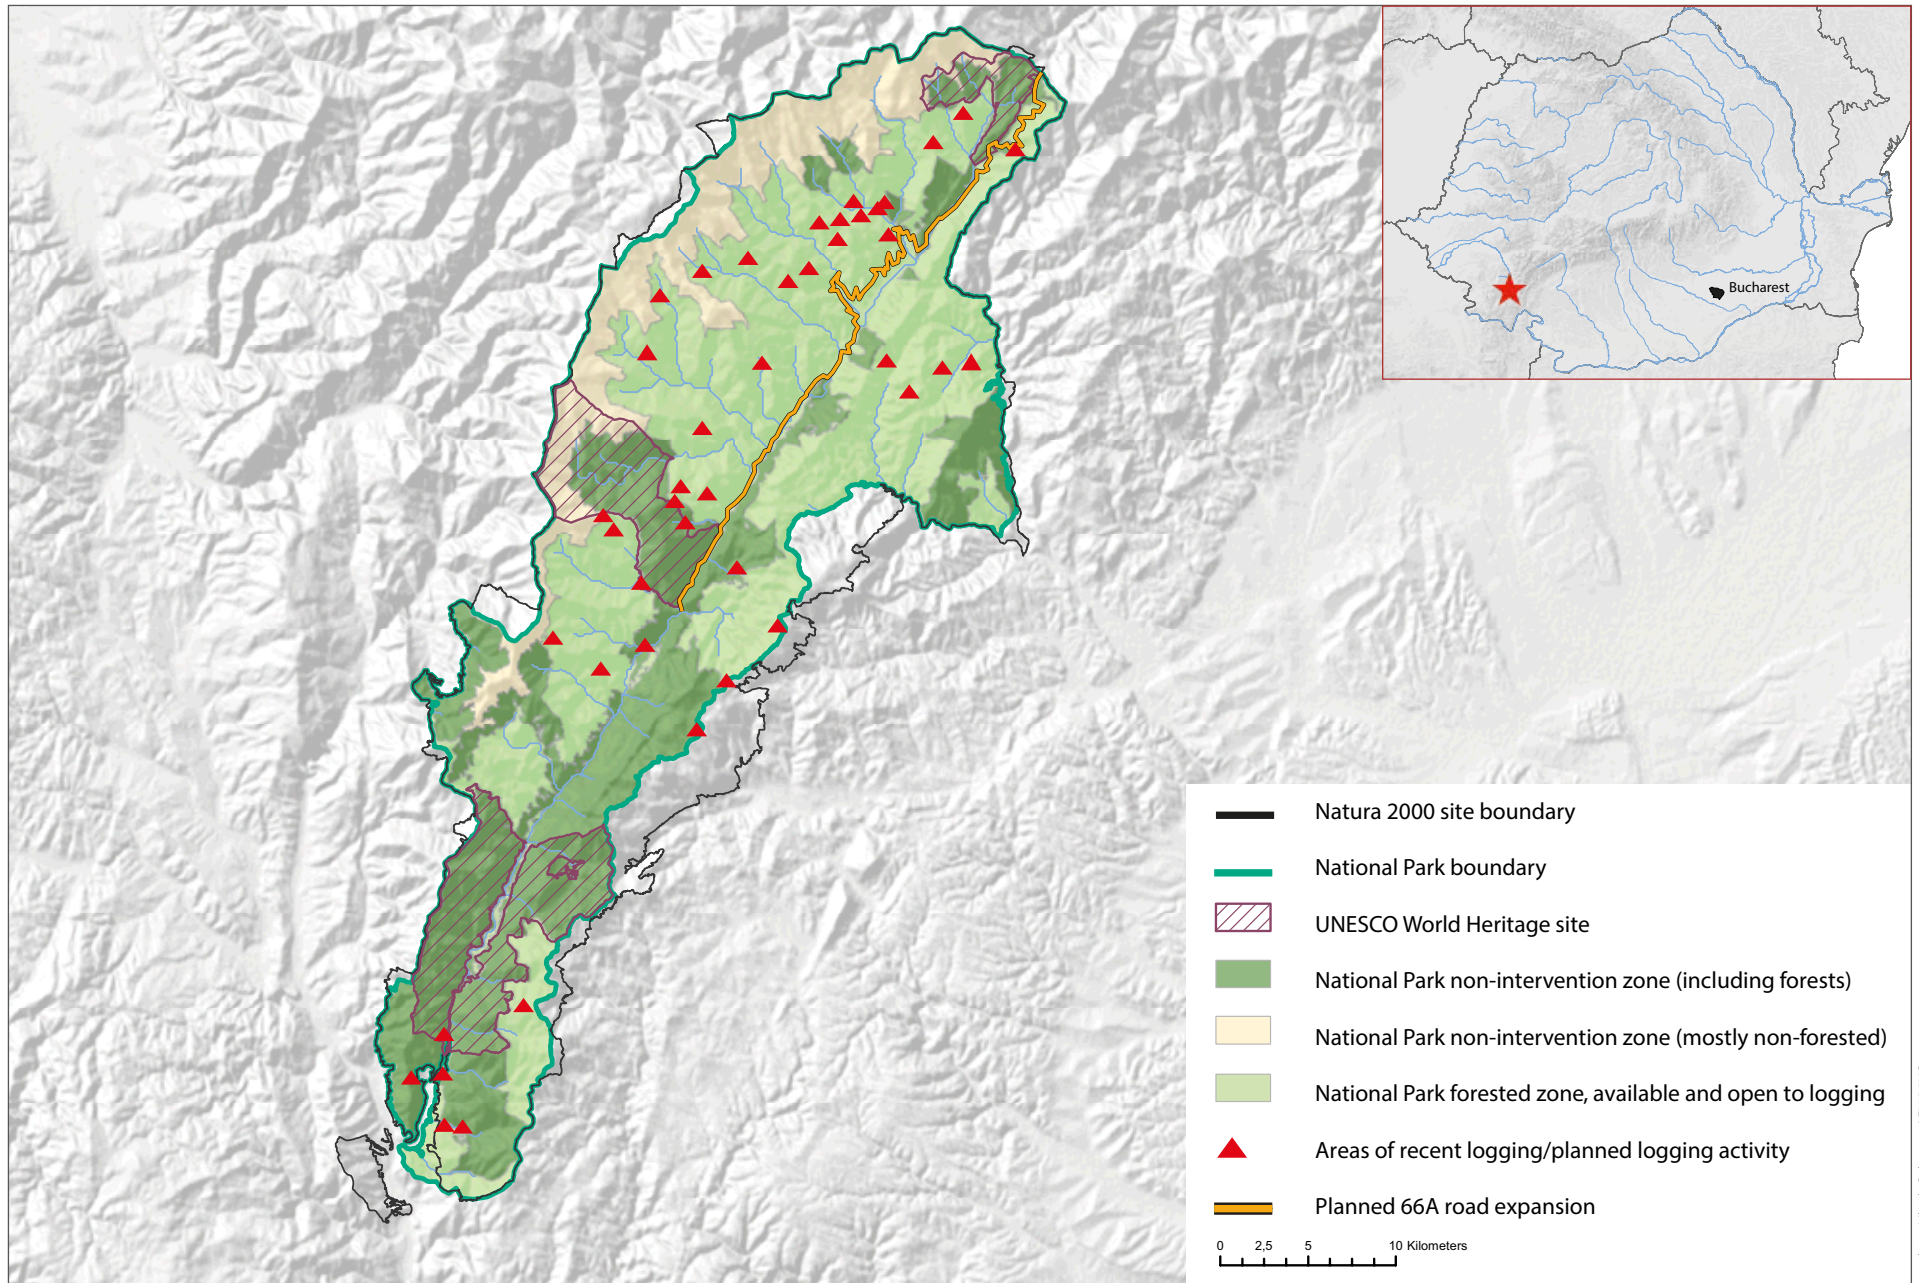 Bucharest
Natura 2000 site boundary
National Park boundary
UNESCO World Heritage site
National Park non-intervention zone (including forests)
National Park non-intervention zone (mostly non-forested)
National Park forested zone, available and open to logging
Areas of recent logging/planned logging activity
Planned 66A road expansion
0 2,5 5 10 Kilometers